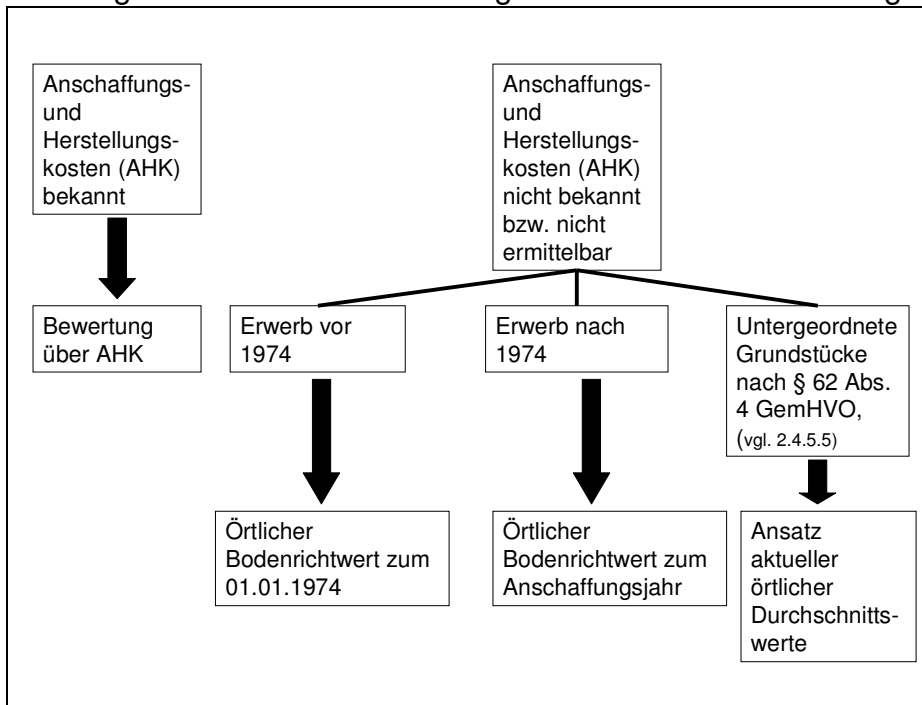 Anschaffungs-
und
Herstellungs-
kosten (AHK)
bekannt
Anschaffungs-
und
Herstellungs-
kosten (AHK)
nicht bekannt
bzw. nicht
ermittelbar
Bewertung
über AHK
Erwerb vor
1974
Erwerb nach
1974
Untergeordnete
Grundstücke
nach § 62 Abs.
4 GemHVO,
(vgl. 2.4.5.5)
Örtlicher
Bodenrichtwert zum
01.01.1974
Örtlicher
Bodenrichtwert zum
Anschaffungsjahr
Ansatz
aktueller
örtlicher
Durchschnitts-
werte